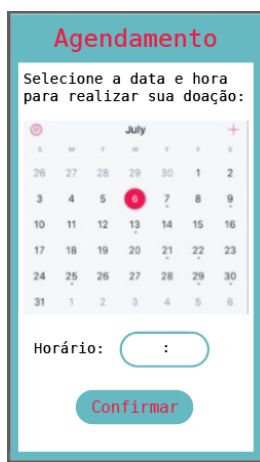 Agendamento
Selecione a data e hora
para realizar sua doação:
July +
S M T W T F S
26 27 28 29 30 1 2
3 4 5 6 7 8 9
10 11 12 13 14 15 16
17 18 19 20 21 22 23
24 25 26 27 28 29 30
31 1 2 3 4 5 6
Horário: :
Confirmar